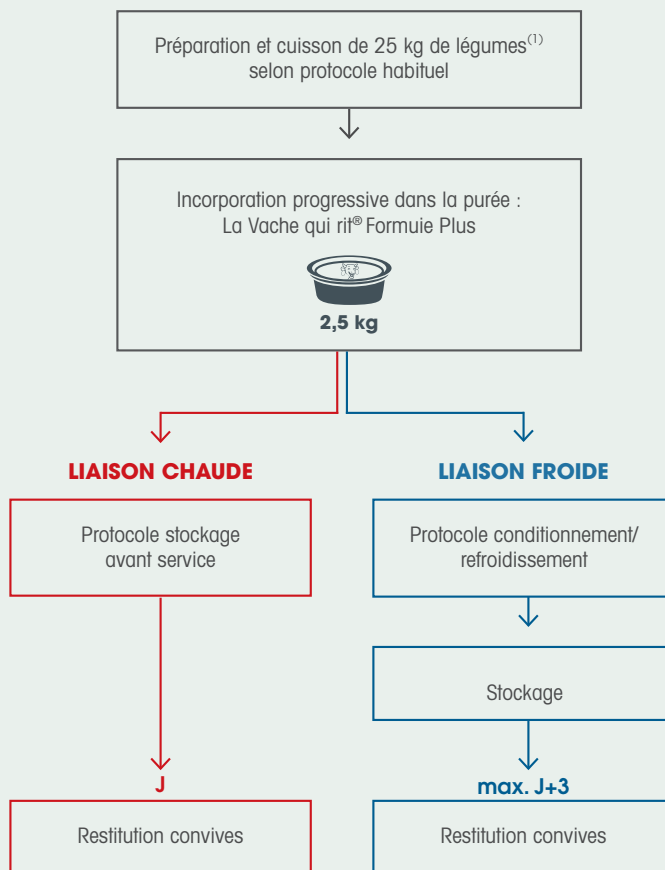 Préparation et cuisson de 25 kg de légumes(1)
selon protocole habituel
Incorporation progressive dans la purée :
La Vache qui rit® Formuie Plus
2,5 kg
LIAISON CHAUDE
Protocole stockage
avant service
J
Restitution convives
LIAISON FROIDE
Protocole conditionnement/
refroidissement
Stockage
max. J+3
Restitution convives